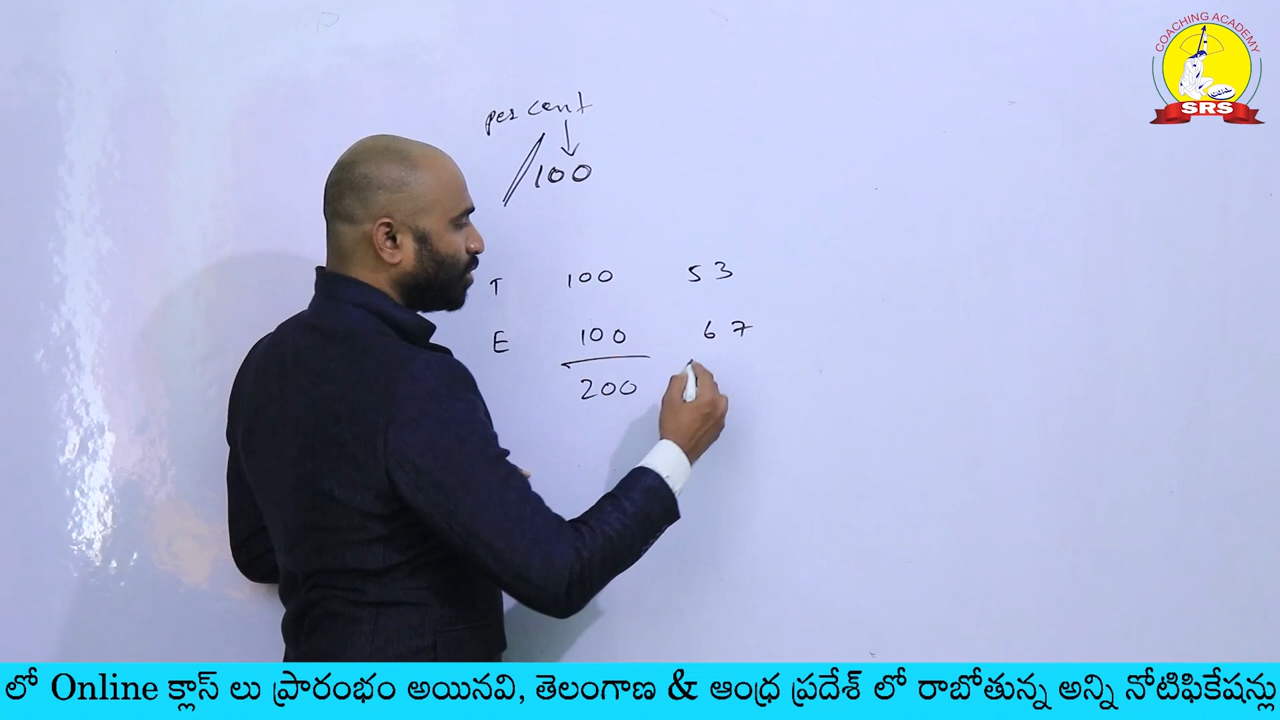 COACHING ACADEMY
SRS
per cent
/100
T 100 53
E 100 67
200
లో Online క్లాస్ లు ప్రారంభం అయినవి, తెలంగాణ & ఆంధ్ర ప్రదేశ్ లో రాబోతున్న అన్ని నోటిఫికేషన్లు